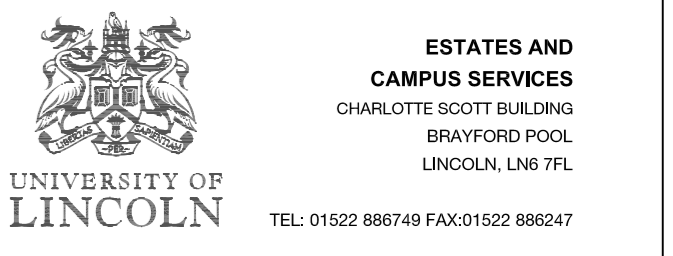 LIBERTAS
PER
SAPIENTIAM
UNIVERSITY OF
LINCOLN
ESTATES AND
CAMPUS SERVICES
CHARLOTTE SCOTT BUILDING
BRAYFORD POOL
LINCOLN, LN6 7FL
TEL: 01522 886749 FAX:01522 886247